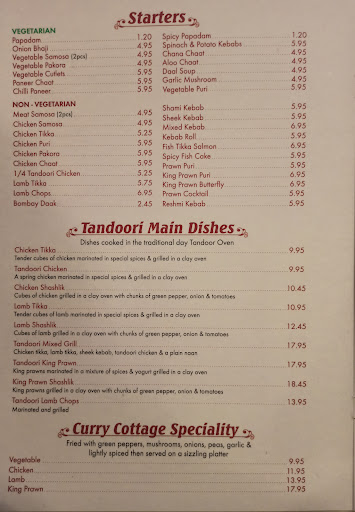 Starters
VEGETARIAN
Papadam 1.20
Onion Bhaji 4.95
Vegetable Samosa (2pcs) 4.95
Vegetable Pakora 5.95
Vegetable Cutlets 5.95
Paneer Chaat 5.95
Chilli Paneer 5.95
Spicy Papadam 1.20
Spinach & Potato Kebabs 5.95
Chana Chaat 5.95
Aloo Chaat 5.95
Daal Soup 4.95
Garlic Mushroom 4.95
Vegetable Puri 5.95
NON - VEGETARIAN
Meat Samosa (2pcs) 4.95
Chicken Samosa 4.95
Chicken Tikka 5.25
Chicken Puri 5.95
Chicken Pakora 5.95
Chicken Chaat 5.95
1/4 Tandoori Chicken 5.25
Lamb Tikka 5.75
Lamb Chops 6.95
Bombay Daak 2.45
Shami Kebab 5.95
Sheek Kebab 5.95
Mixed Kebab 6.95
Kebab Roll 5.95
Fish Tikka Salmon 6.95
Spicy Fish Cake 5.95
Prawn Puri 5.95
King Prawn Puri 6.95
King Prawn Butterfly 6.95
Prawn Cocktail 5.95
Reshmi Kebab 5.95
Tandoori Main Dishes
Dishes cooked in the traditional day Tandoor Oven
Chicken Tikka 9.95
Tender cubes of chicken marinated in special spices & grilled in a clay oven
Tandoori Chicken 9.95
A spring chicken marinated in special spices & grilled in a clay oven
Chicken Shashlik 10.45
Cubes of chicken grilled in a clay oven with chunks of green pepper, onion & tomatoes
Lamb Tikka 10.95
Tender cubes of lamb marinated in special spices & grilled in a clay oven
Lamb Shashlik 12.45
Cubes of lamb grilled in a clay oven with chunks of green pepper, onion & tomatoes
Tandoori Mixed Grill 17.95
Chicken tikka, lamb tikka, sheek kebab, tandoori chicken & a plain naan
Tandoori King Prawn 17.95
King prawns marinated in a mixture of spices & yogurt grilled in a clay oven
King Prawn Shashlik 18.45
King prawns grilled in a clay oven with chunks of green pepper, onion & tomatoes
Tandoori Lamb Chops 13.95
Marinated and grilled
Curry Cottage Speciality
Fried with green peppers, mushrooms, onions, peas, garlic &
lightly spiced then served on a sizzling platter
Vegetable 9.95
Chicken 11.95
Lamb 13.95
King Prawn 17.95